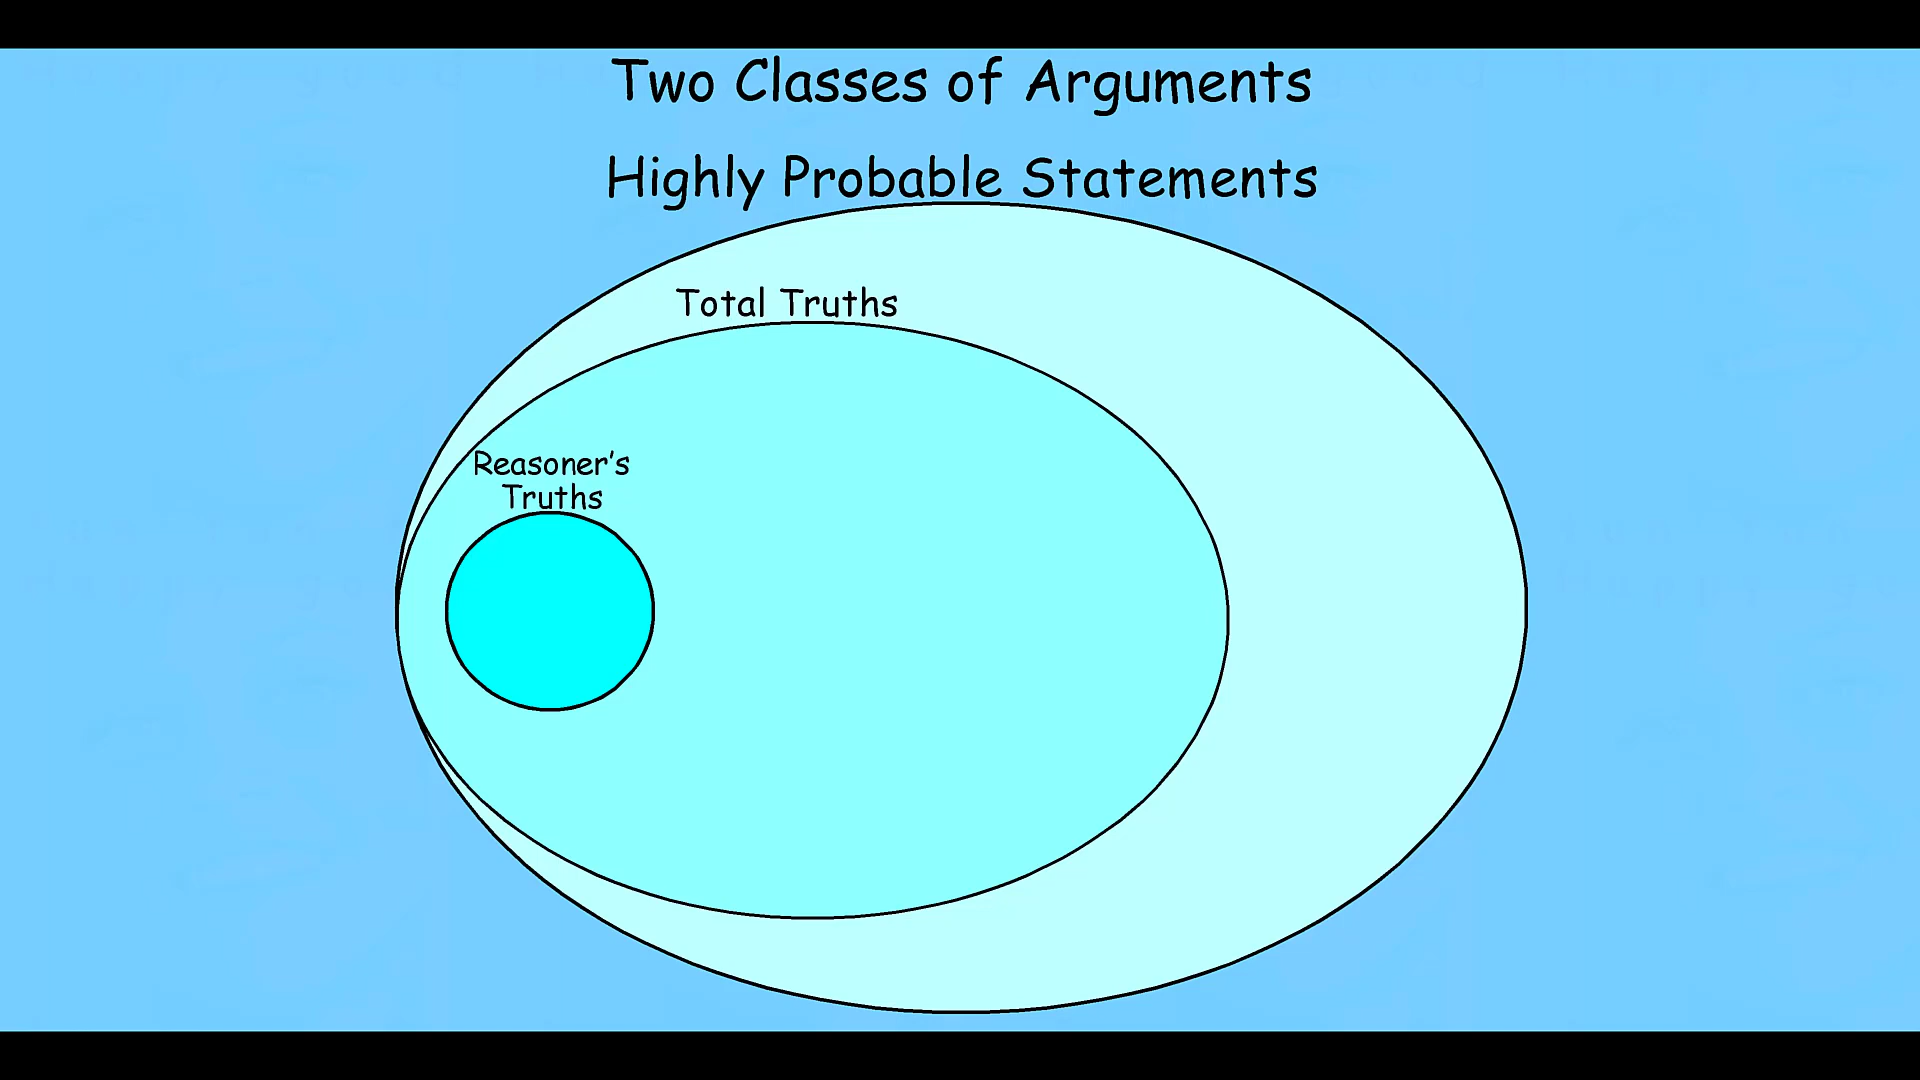 Two Classes of Arguments
Highly Probable Statements
Total Truths
Reasoner's
Truths